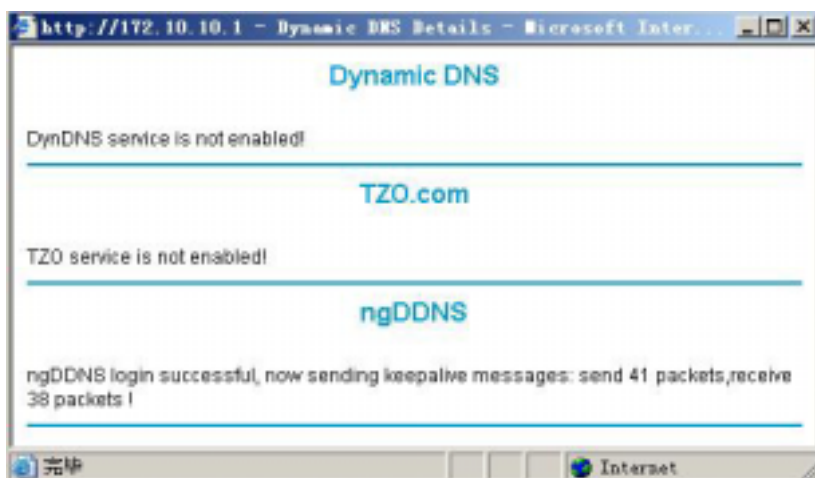 http://172.10.10.1 - Dynamic DNS Details - Microsoft Inter...
Dynamic DNS
DynDNS service is not enabled!
TZO.com
TZO service is not enabled!
ngDDNS
ngDDNS login successful, now sending keepalive messages: send 41 packets,receive
38 packets !
完毕
Internet